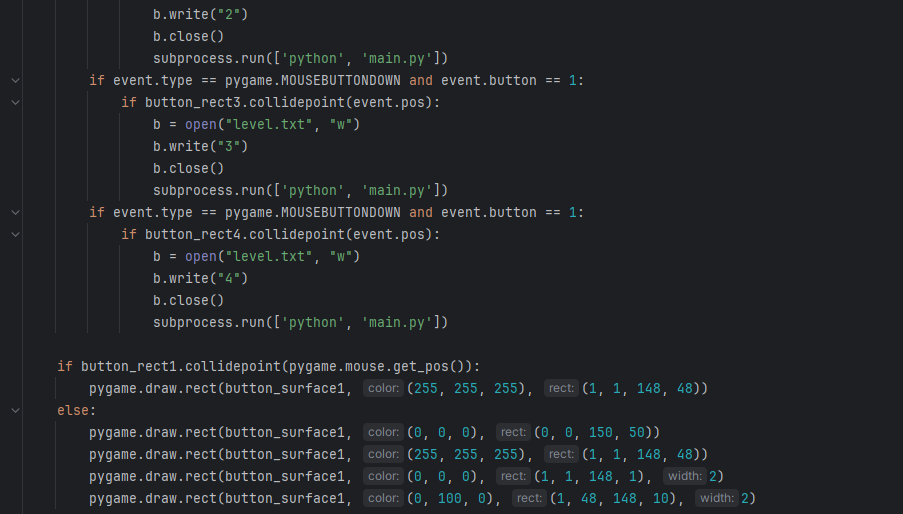 b.write("2")
b.close()
subprocess.run(['python', 'main.py'])
if event.type == pygame.MOUSEBUTTONDOWN and event.button == 1:
if button_rect3.collidepoint(event.pos):
b = open("level.txt", "w")
b.write("3")
b.close()
subprocess.run(['python', 'main.py'])
if event.type == pygame.MOUSEBUTTONDOWN and event.button == 1:
if button_rect4.collidepoint(event.pos):
b = open("level.txt", "w")
b.write("4")
b.close()
subprocess.run(['python', 'main.py'])
if button_rect1.collidepoint(pygame.mouse.get_pos()):
pygame.draw.rect(button_surface1, color: (255, 255, 255), rect: (1, 1, 148, 48))
else:
pygame.draw.rect(button_surface1, color: (0, 0, 0), rect: (0, 0, 150, 50))
pygame.draw.rect(button_surface1, color: (255, 255, 255), rect: (1, 1, 148, 48))
pygame.draw.rect(button_surface1, color: (0, 0, 0), rect: (1, 1, 148, 1), width: 2)
pygame.draw.rect(button_surface1, color: (0, 100, 0), rect: (1, 48, 148, 10), width: 2)